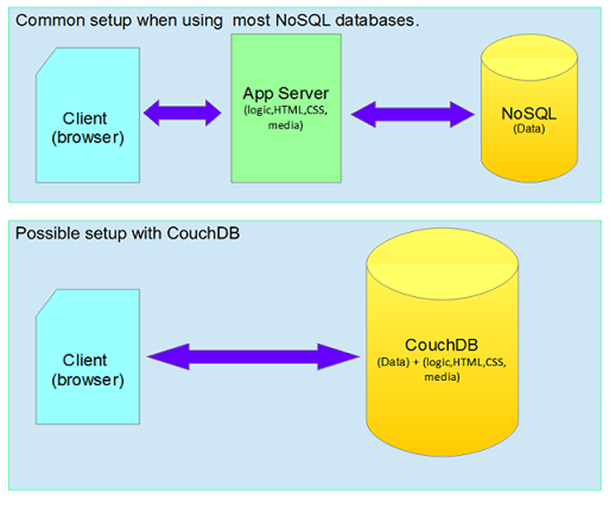 Common setup when using  most NoSQL databases.
Client
(browser)
App Server
(logic,HTML,CSS,
media)
NoSQL
(Data)
Possible setup with CouchDB
Client
(browser)
CouchDB
(Data) + (logic,HTML,CSS,
media)